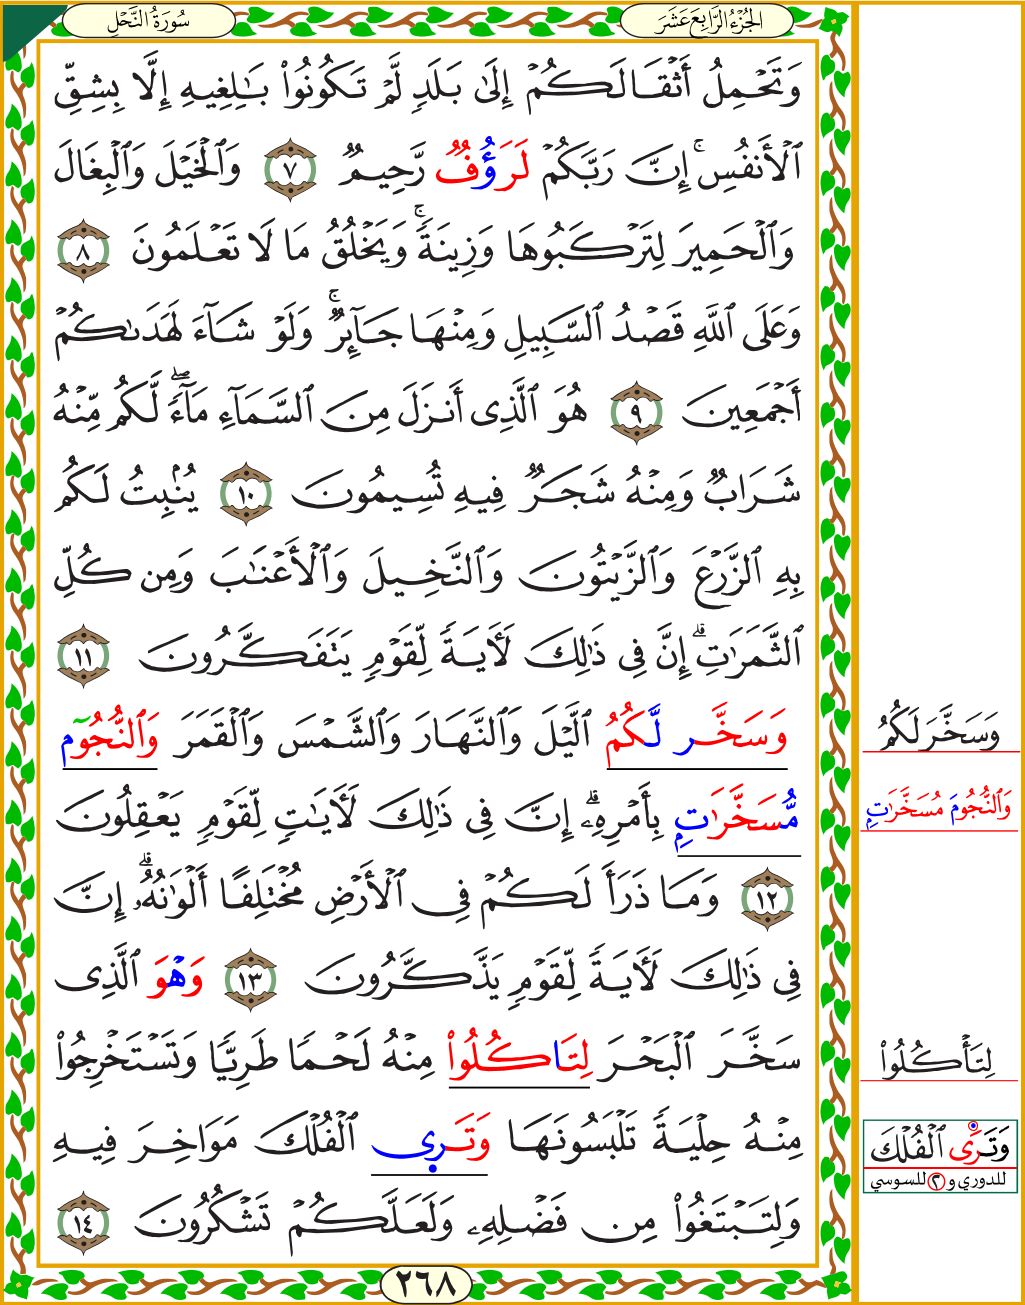 سُورَةُ النَّحْلِ
الجُزْءُ الرَّابِعَ عَشَرَ
وَتَحْمِلُ أَثْقَالَكُمْ إِلَىٰ بَلَدٍ لَّمْ تَكُونُوا۟ بَـٰلِغِيهِ إِلَّا بِشِقِّ
ٱلْأَنفُسِ ۚ إِنَّ رَبَّكُمْ لَرَؤُفٌ رَّحِيمٌ ٧ وَٱلْخَيْلَ وَٱلْبِغَالَ
وَٱلْحَمِيرَ لِتَرْكَبُوهَا وَزِينَةً ۚ وَيَخْلُقُ مَا لَا تَعْلَمُونَ ٨
وَعَلَى ٱللَّهِ قَصْدُ ٱلسَّبِيلِ وَمِنْهَا جَآئِرٌ ۚ وَلَوْ شَآءَ لَهَدَىٰكُمْ
أَجْمَعِينَ ٩ هُوَ ٱلَّذِى أَنزَلَ مِنَ ٱلسَّمَآءِ مَآءً ۖ لَّكُم مِّنْهُ
شَرَابٌ وَمِنْهُ شَجَرٌ فِيهِ تُسِيمُونَ ١٠ يُنۢبِتُ لَكُم
بِهِ ٱلزَّرْعَ وَٱلزَّيْتُونَ وَٱلنَّخِيلَ وَٱلْأَعْنَـٰبَ وَمِن كُلِّ
ٱلثَّمَرَٰتِ ۗ إِنَّ فِى ذَٰلِكَ لَـَٔايَةً لِّقَوْمٍ يَتَفَكَّرُونَ ١١
وَسَخَّر لَّكُمُ ٱلَّيْلَ وَٱلنَّهَارَ وَٱلشَّمْسَ وَٱلْقَمَرَ وَٱلنُّجُوم
مُّسَخَّرَٰتٍ بِأَمْرِهِۦٓ ۗ إِنَّ فِى ذَٰلِكَ لَـَٔايَـٰتٍ لِّقَوْمٍ يَعْقِلُونَ
١٢ وَمَا ذَرَأَ لَكُمْ فِى ٱلْأَرْضِ مُخْتَلِفًا أَلْوَٰنُهُۥٓ ۗ إِنَّ
فِى ذَٰلِكَ لَـَٔايَةً لِّقَوْمٍ يَذَّكَّرُونَ ١٣ وَهْوَ ٱلَّذِى
سَخَّرَ ٱلْبَحْرَ لِتَاكُلُوا۟ مِنْهُ لَحْمًا طَرِيًّا وَتَسْتَخْرِجُوا۟
مِنْهُ حِلْيَةً تَلْبَسُونَهَا وَتَرِى ٱلْفُلْكَ مَوَاخِرَ فِيهِ
وَلِتَبْتَغُوا۟ مِن فَضْلِهِۦ وَلَعَلَّكُمْ تَشْكُرُونَ ١٤
وَسَخَّرَ لَكُمُ
وَٱلنُّجُومَ مُسَخَّرَٰتٍ
لِتَأْكُلُوا۟
وَتَرَى ٱلْفُلْكَ
للدوري و٢ للسوسي
٢٦٨